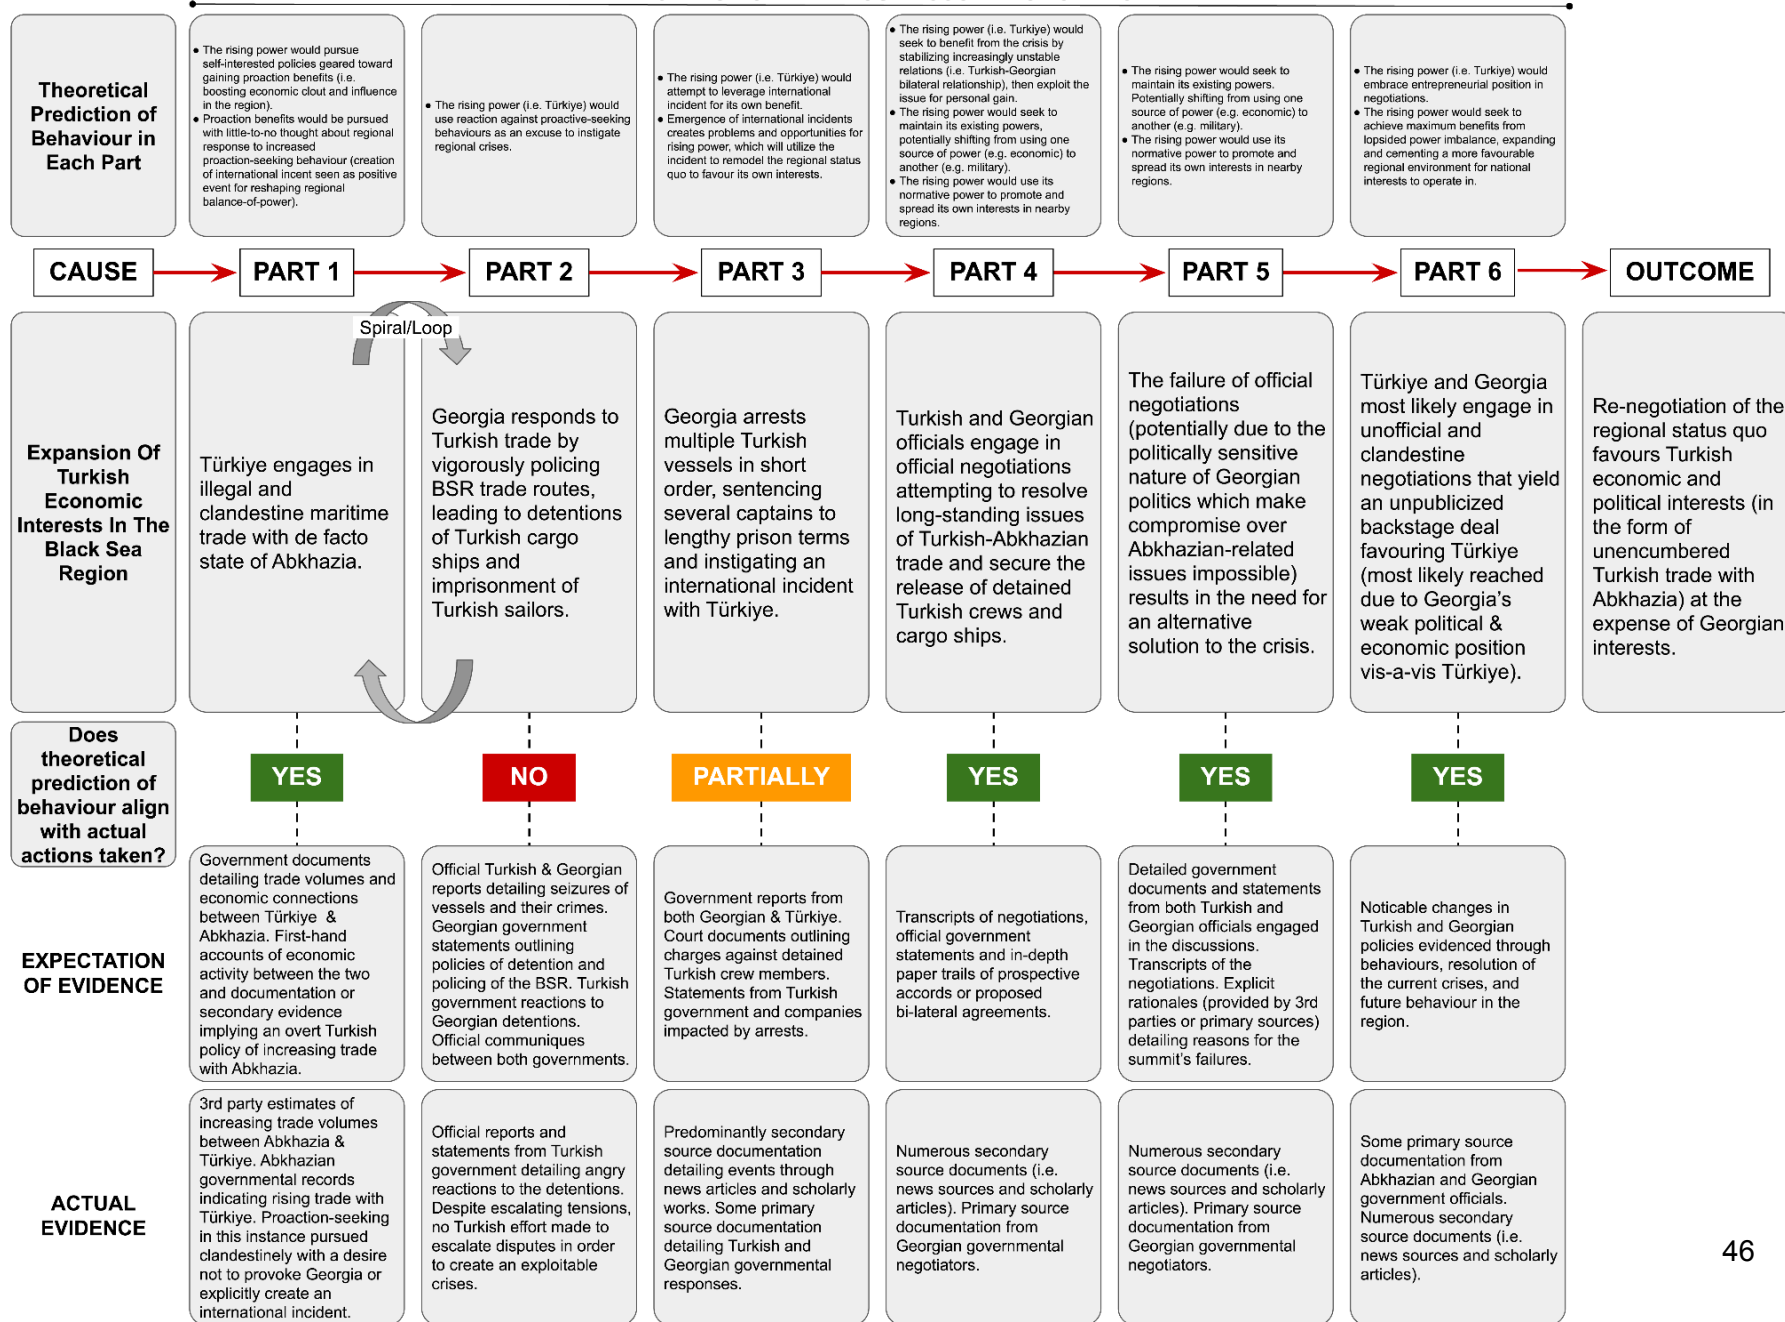 Theoretical
Prediction of
Behaviour in
Each Part
● The rising power would pursue
self-interested policies geared toward
gaining proaction benefits (i.e.
boosting economic clout and influence
in the region).
● Proaction benefits would be pursued
with little-to-no thought about regional
response to increased
proaction-seeking behaviour (creation
of international incent seen as positive
event for reshaping regional
balance-of-power).
● The rising power (i.e. Türkiye) would
use reaction against proactive-seeking
behaviours as an excuse to instigate
regional crises.
● The rising power (i.e. Türkiye) would
attempt to leverage international
incident for its own benefit.
● Emergence of international incidents
creates problems and opportunities for
rising power, which will utilize the
incident to remodel the regional status
quo to favour its own interests.
● The rising power (i.e. Turkiye) would
seek to benefit from the crisis by
stabilizing increasingly unstable
relations (i.e. Turkish-Georgian
bilateral relationship), then exploit the
issue for personal gain.
● The rising power would seek to
maintain its existing powers,
potentially shifting from using one
source of power (e.g. economic) to
another (e.g. military).
● The rising power would use its
normative power to promote and
spread its own interests in nearby
regions.
● The rising power would seek to
maintain its existing powers.
Potentially shifting from using one
source of power (e.g. economic) to
another (e.g. military).
● The rising power would use its
normative power to promote and
spread its own interests in nearby
regions.
● The rising power (i.e. Turkiye) would
embrace entrepreneurial position in
negotiations.
● The rising power would seek to
achieve maximum benefits from
lopsided power imbalance, expanding
and cementing a more favourable
regional environment for national
interests to operate in.
CAUSE
PART 1
PART 2
PART 3
PART 4
PART 5
PART 6
OUTCOME
Spiral/Loop
Expansion Of
Turkish
Economic
Interests In The
Black Sea
Region
Türkiye engages in
illegal and
clandestine maritime
trade with de facto
state of Abkhazia.
Georgia responds to
Turkish trade by
vigorously policing
BSR trade routes,
leading to detentions
of Turkish cargo
ships and
imprisonment of
Turkish sailors.
Georgia arrests
multiple Turkish
vessels in short
order, sentencing
several captains to
lengthy prison terms
and instigating an
international incident
with Türkiye.
Turkish and Georgian
officials engage in
official negotiations
attempting to resolve
long-standing issues
of Turkish-Abkhazian
trade and secure the
release of detained
Turkish crews and
cargo ships.
The failure of official
negotiations
(potentially due to the
politically sensitive
nature of Georgian
politics which make
compromise over
Abkhazian-related
issues impossible)
results in the need for
an alternative
solution to the crisis.
Türkiye and Georgia
most likely engage in
unofficial and
clandestine
negotiations that yield
an unpublicized
backstage deal
favouring Türkiye
(most likely reached
due to Georgia's
weak political &
economic position
vis-a-vis Türkiye).
Re-negotiation of the
regional status quo
favours Turkish
economic and
political interests (in
the form of
unencumbered
Turkish trade with
Abkhazia) at the
expense of Georgian
interests.
Does
theoretical
prediction of
behaviour align
with actual
actions taken?
YES
NO
PARTIALLY
YES
YES
YES
EXPECTATION
OF EVIDENCE
Government documents
detailing trade volumes and
economic connections
between Türkiye &
Abkhazia. First-hand
accounts of economic
activity between the two
and documentation or
secondary evidence
implying an overt Turkish
policy of increasing trade
with Abkhazia.
Official Turkish & Georgian
reports detailing seizures of
vessels and their crimes.
Georgian government
statements outlining
policies of detention and
policing of the BSR. Turkish
government reactions to
Georgian detentions.
Official communiques
between both governments.
Government reports from
both Georgian & Türkiye.
Court documents outlining
charges against detained
Turkish crew members.
Statements from Turkish
government and companies
impacted by arrests.
Transcripts of negotiations,
official government
statements and in-depth
paper trails of prospective
accords or proposed
bi-lateral agreements.
Detailed government
documents and statements
from both Turkish and
Georgian officials engaged
in the discussions.
Transcripts of the
negotiations. Explicit
rationales (provided by 3rd
parties or primary sources)
detailing reasons for the
summit's failures.
Noticable changes in
Turkish and Georgian
policies evidenced through
behaviours, resolution of
the current crises, and
future behaviour in the
region.
ACTUAL
EVIDENCE
3rd party estimates of
increasing trade volumes
between Abkhazia &
Türkiye. Abkhazian
governmental records
indicating rising trade with
Türkiye. Proaction-seeking
in this instance pursued
clandestinely with a desire
not to provoke Georgia or
explicitly create an
international incident.
Official reports and
statements from Turkish
government detailing angry
reactions to the detentions.
Despite escalating tensions,
no Turkish effort made to
escalate disputes in order
to create an exploitable
crises.
Predominantly secondary
source documentation
detailing events through
news articles and scholarly
works. Some primary
source documentation
detailing Turkish and
Georgian governmental
responses.
Numerous secondary
source documents (i.e.
news sources and scholarly
articles). Primary source
documentation from
Georgian governmental
negotiators.
Numerous secondary
source documents (i.e.
news sources and scholarly
articles). Primary source
documentation from
Georgian governmental
negotiators.
Some primary source
documentation from
Abkhazian and Georgian
government officials.
Numerous secondary
source documents (i.e.
news sources and scholarly
articles).
46